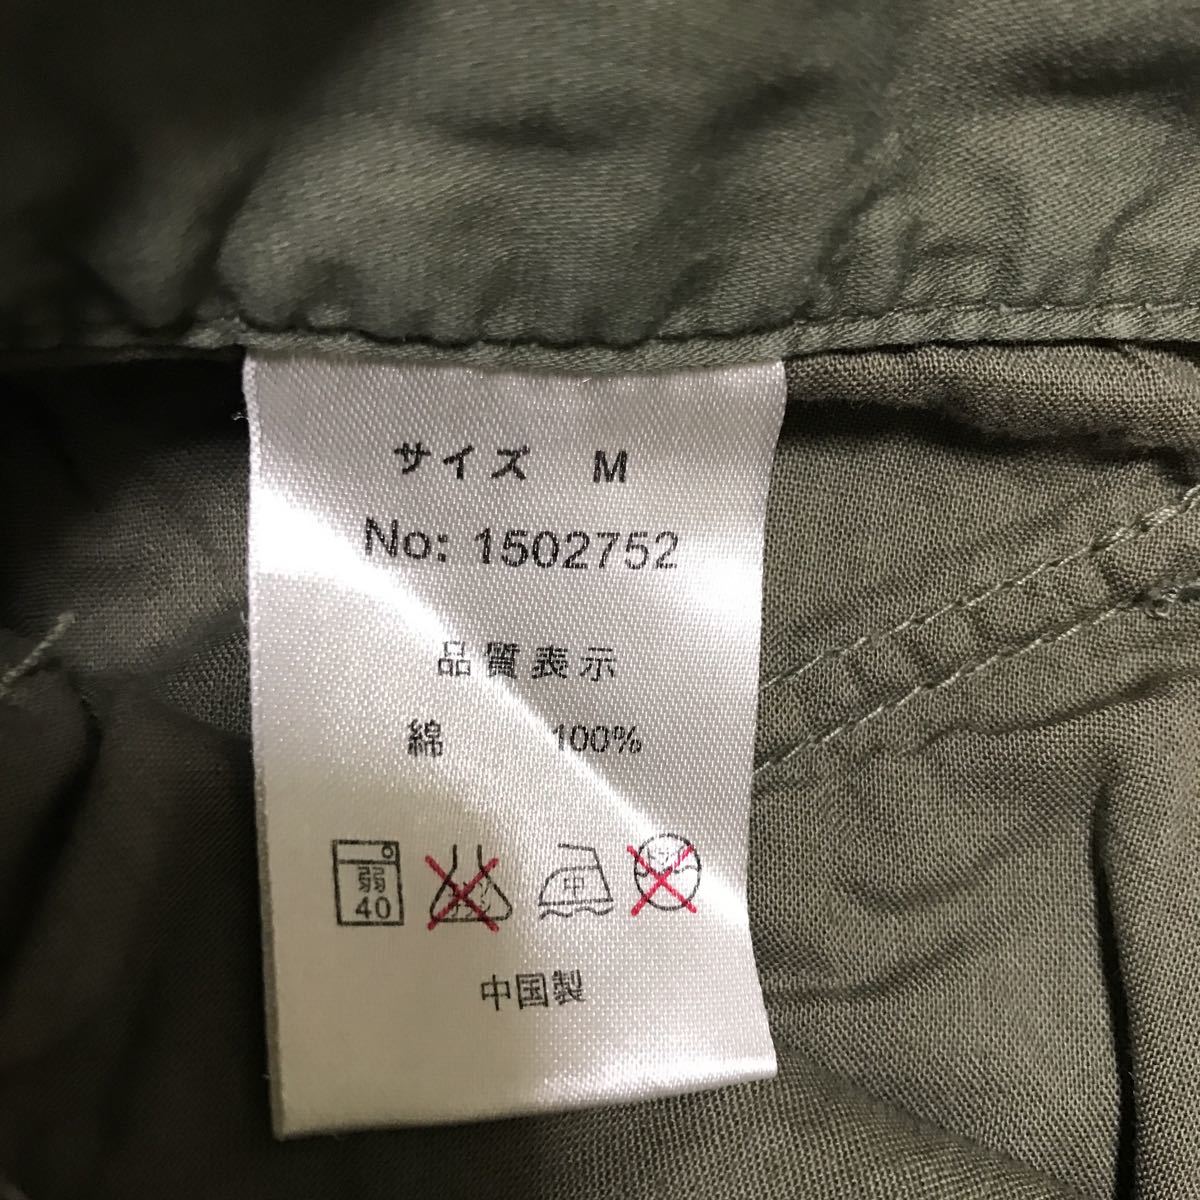 サイズ M
No: 1502752
品質表示
綿 100%
弱
40
中
中国製